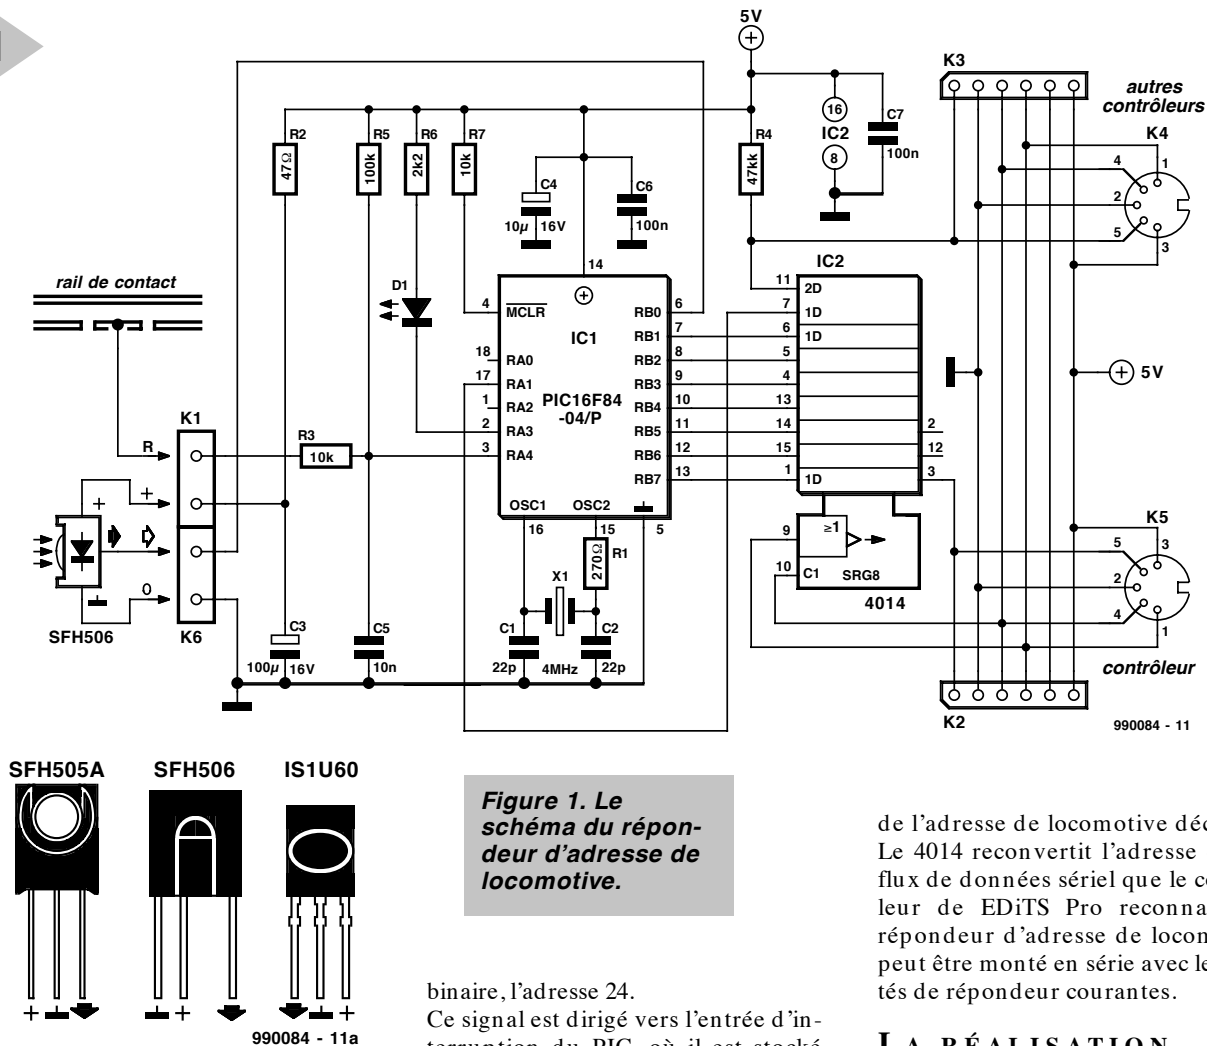 5V
K3
autres
contrôleurs
K4
16
IC2
8
C7
100n
R2
47Ω
R5
100k
R6
2k2
R7
10k
R4
47kk
C4
10µ 16V
C6
100n
4
1
2
5
3
rail de contact
D1
14
IC2
4
MCLR
IC1
RB0
6
18
RA0
RB1
7
17
RA1
RB2
8
1
RA2
PIC16F84
-04/P
RB3
9
2
RA3
RB4
10
3
RA4
RB5
11
RB6
12
RB7
13
OSC1
OSC2
16
15
5
11
2D
7
1D
6
1D
5
4
13
14
15
1
1D
2
12
3
5V
K1
R
R3
10k
+
+
0
SFH506
K6
C3
100µ 16V
C5
10n
R1
270Ω
X1
C1
22p
4MHz
C2
22p
9
≥1
10
C1
SRG8
4014
K5
5
3
2
4
1
contrôleur
K2
990084 - 11
SFH505A
SFH506
IS1U60
+
+
+
990084 - 11a
Figure 1. Le
schéma du répon-
deur d'adresse de
locomotive.
binaire, l'adresse 24.
Ce signal est dirigé vers l'entrée d'in-
terruption du PIC, où il est stocké
de l'adresse de locomotive déc
Le 4014 reconvertit l'adresse
flux de données sériel que le co
leur de EDiTS Pro reconna
répondeur d'adresse de locom
peut être monté en série avec le
tés de répondeur courantes.
LA RÉALISATION